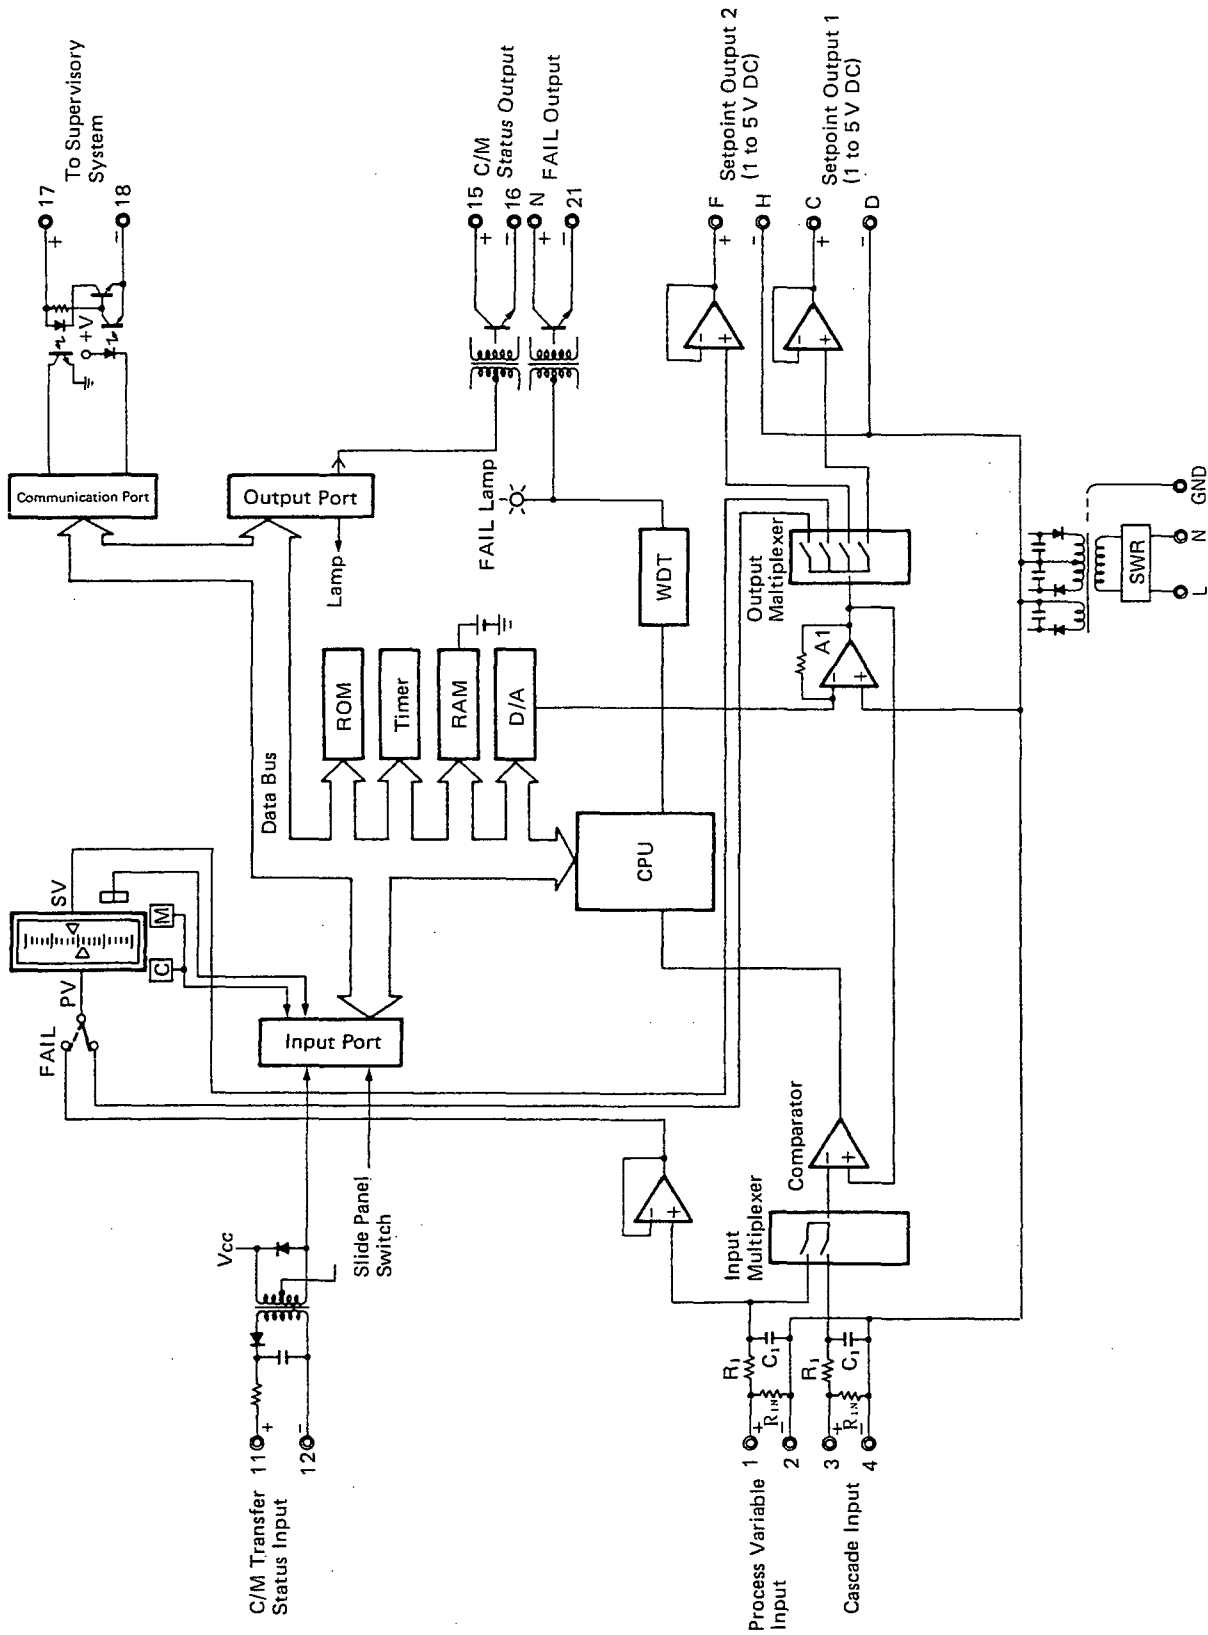 17
+
To Supervisory
System
18
−
+V
Communication Port
15
+
C/M
Status Output
16
−
N
+
FAIL Output
21
−
Output Port
Lamp
FAIL Lamp
F
+
Setpoint Output 2
(1 to 5 V DC)
H
−
C
+
Setpoint Output 1
(1 to 5 V DC)
D
−
−
+
−
+
WDT
Output
Maltiplexer
A1
−
+
GND
N
L
SWR
Data Bus
ROM
Timer
RAM
D/A
CPU
SV
PV
FAIL
M
C
Input Port
Slide Panel
Switch
Vcc
Comparator
−
+
−
+
Input
Multiplexer
C/M Transfer
Status Input
11
+
12
−
Process Variable
Input
1
+
2
−
R1
RIN
C1
Cascade Input
3
+
4
−
R1
RIN
C1